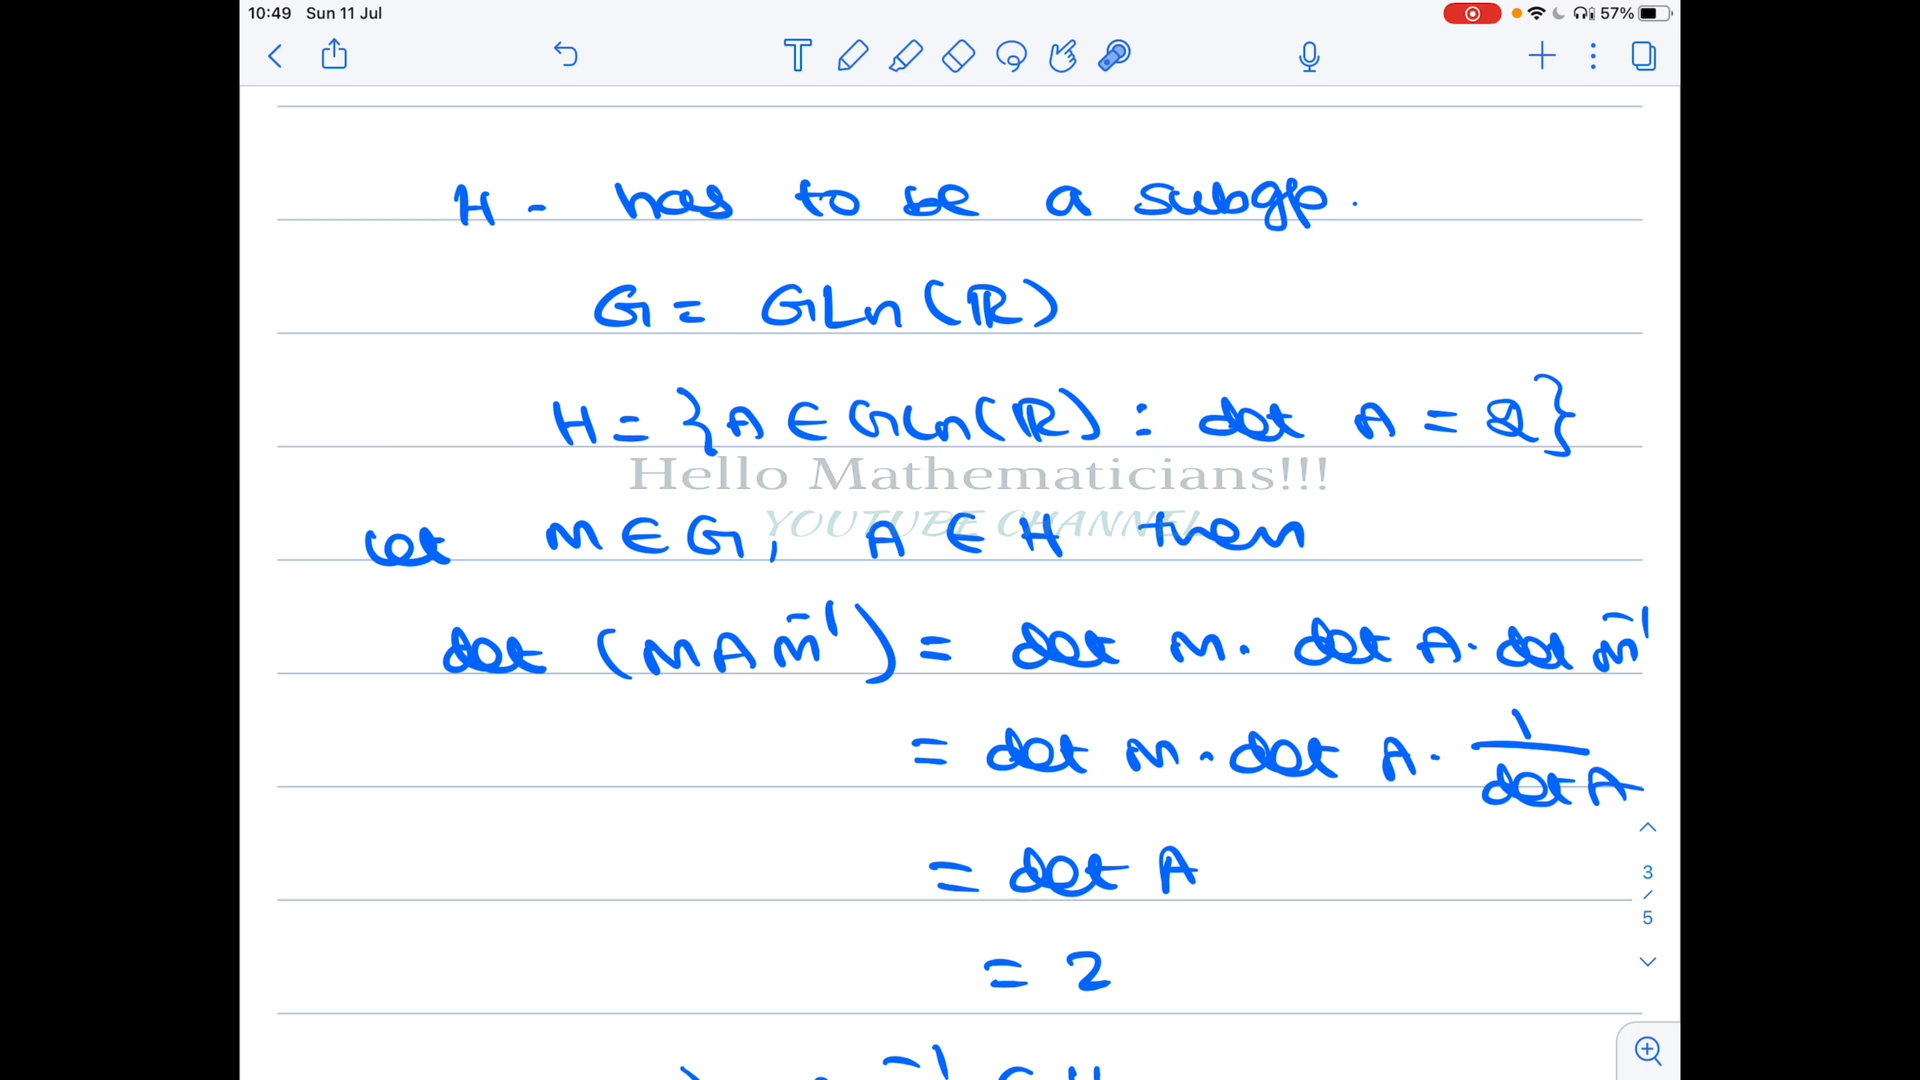 10:49 Sun 11 Jul
57%
H - has to be a subgp.
G = GLn(ℝ)
H = {A ∈ GLn(ℝ) : det A = 2}
Hello Mathematicians!!!
YOUTUBE CHANNEL
let M ∈ G, A ∈ H then
det (MAM⁻¹) = det M. det A. det M⁻¹
= det M. det A. 1/det A
= det A
= 2
3
/
5